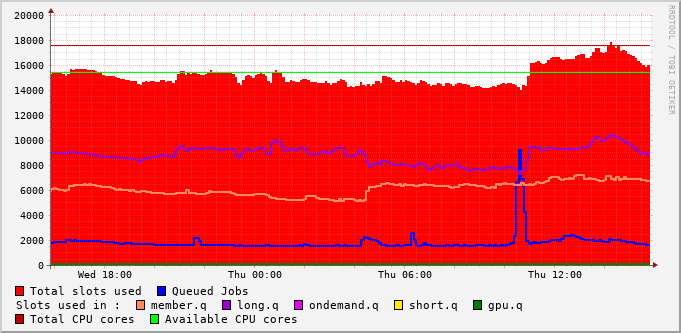 20000
18000
16000
14000
12000
10000
8000
6000
4000
2000
0
Wed 18:00 Thu 00:00 Thu 06:00 Thu 12:00
Total slots used Queued Jobs
Slots used in : member.q long.q ondemand.q short.q gpu.q
Total CPU cores Available CPU cores
RRDTOOL / TOBI OETIKER